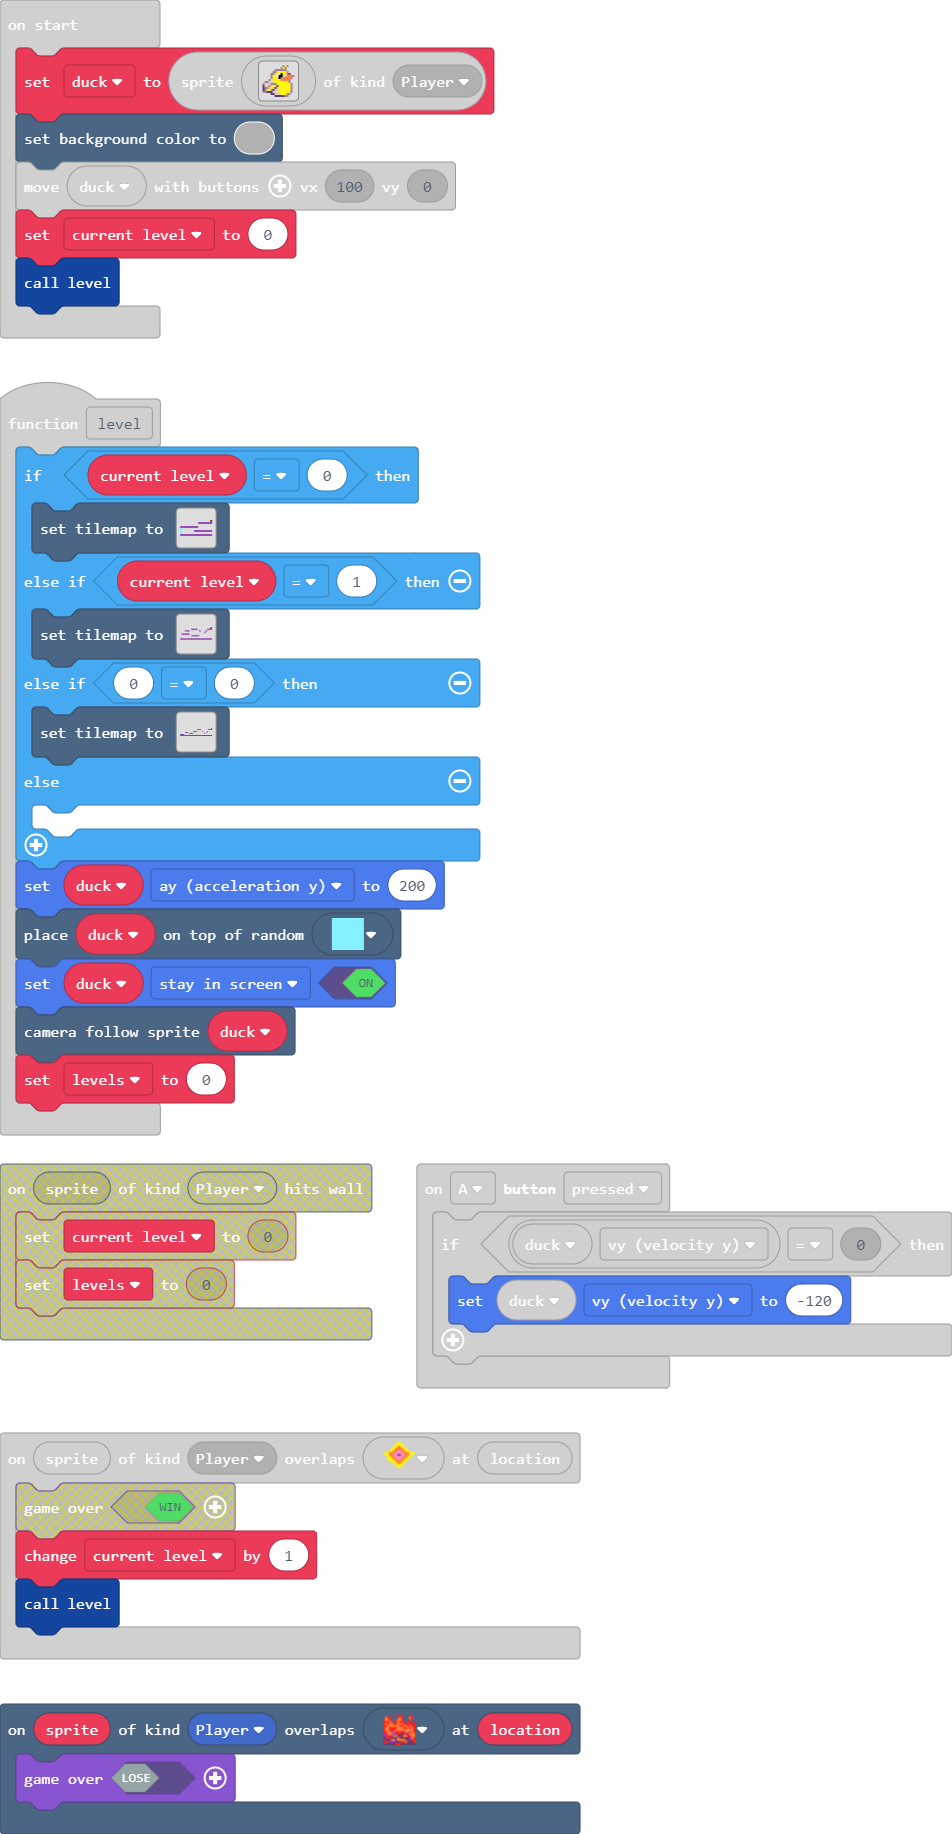 on start
set duck to sprite of kind Player
set background color to
move duck with buttons vx 100 vy 0
set current level to 0
call level
function level
if current level = 0 then
set tilemap to
else if current level = 1 then
set tilemap to
else if 0 = 0 then
set tilemap to
else
set duck ay (acceleration y) to 200
place duck on top of random
set duck stay in screen ON
camera follow sprite duck
set levels to 0
on sprite of kind Player hits wall
set current level to 0
set levels to 0
on A button pressed
if duck vy (velocity y) = 0 then
set duck vy (velocity y) to -120
on sprite of kind Player overlaps at location
game over WIN
change current level by 1
call level
on sprite of kind Player overlaps at location
game over LOSE